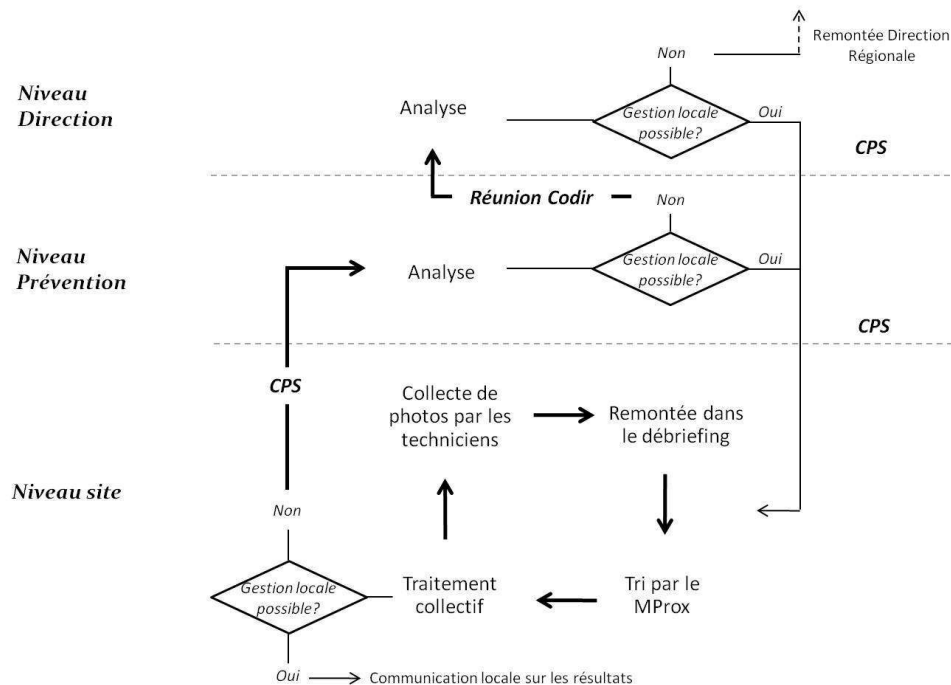 Remontée Direction
Régionale
Non
Niveau
Direction
Analyse
Gestion locale
possible?
Oui
CPS
Réunion Codir
Non
Niveau
Prévention
Analyse
Gestion locale
possible?
Oui
CPS
CPS
Collecte de
photos par les
techniciens
Remontée dans
le débriefing
Niveau site
Non
Gestion locale
possible?
Traitement
collectif
Tri par le
MProx
Oui
Communication locale sur les résultats